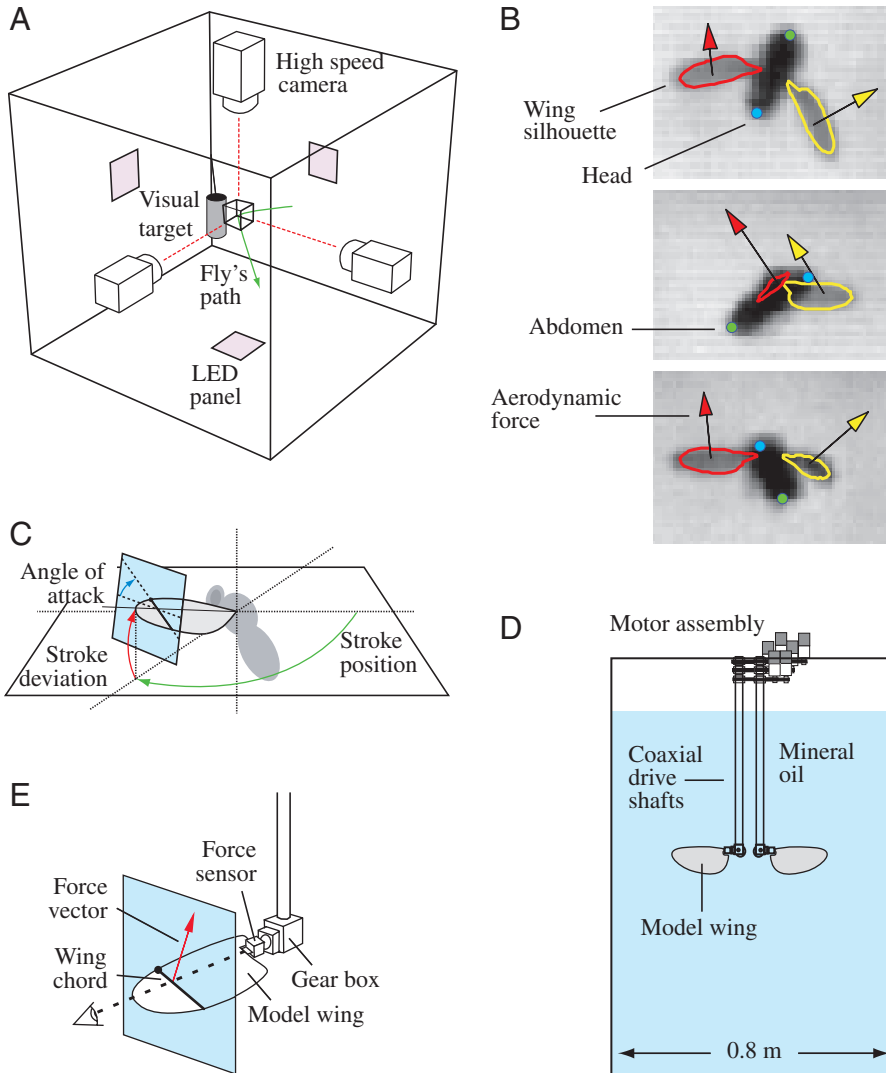 A
High speed
camera
Visual
target
Fly's
path
LED
panel
B
Wing
silhouette
Head
Abdomen
Aerodynamic
force
C
Angle of
attack
Stroke
deviation
Stroke
position
D
Motor assembly
Coaxial
drive
shafts
Mineral
oil
Model wing
0.8 m
E
Force
sensor
Force
vector
Wing
chord
Gear box
Model wing